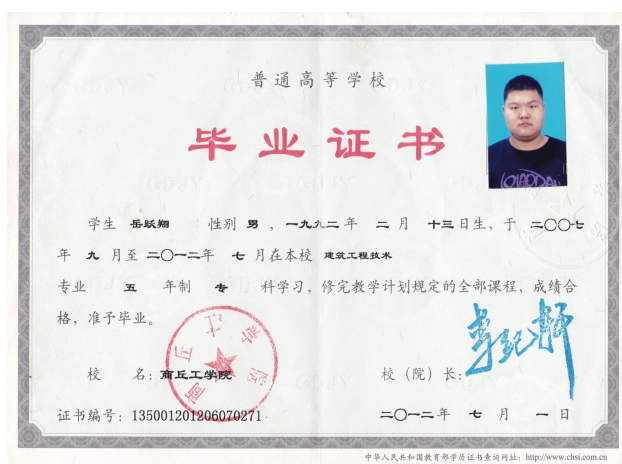 普通高等学校
毕业证书
学生 岳跃翔 性别 男，一九九二年 二 月 十三日生，于 二〇〇七
年 九 月至 二〇一二年 七 月在本校 建筑工程技术
专业 五 年制 专 科学习，修完教学计划规定的全部课程，成绩合
格，准予毕业。
校 名：商丘工学院
校（院）长：
证书编号：135001201206070271
二〇一二年 七 月 一 日
中华人民共和国教育部学历证书查询网址：http://www.chsi.com.cn